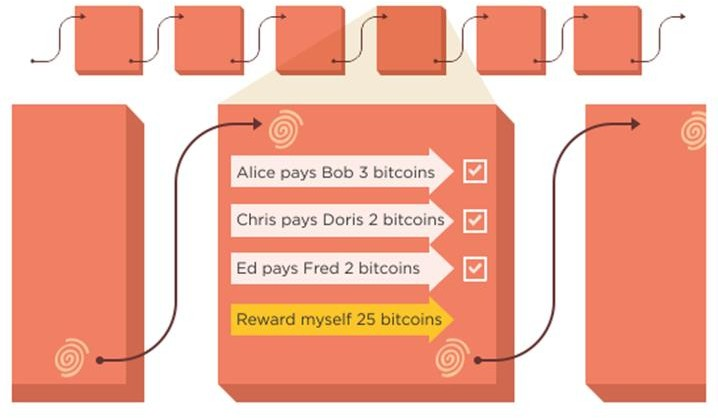 Alice pays Bob 3 bitcoins
Chris pays Doris 2 bitcoins
Ed pays Fred 2 bitcoins
Reward myself 25 bitcoins